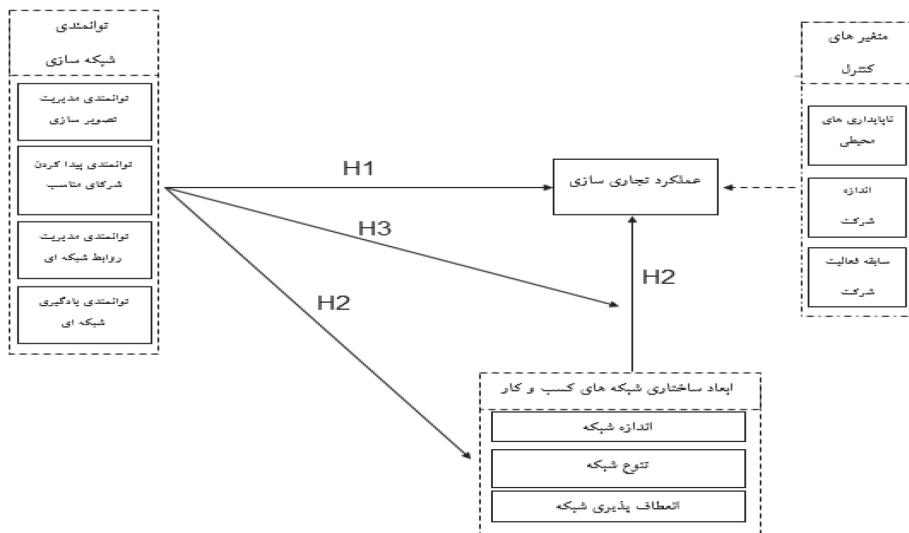 توانمندی
شبکه سازی
توانمندی مدیریت
تصویر سازی
توانمندی پیدا کردن
شرکای مناسب
توانمندی مدیریت
روابط شبکه ای
توانمندی یادگیری
شبکه ای
H1
H3
H2
عملکرد تجاری سازی
H2
متغیر های
کنترل
ناپایداری های
محیطی
اندازه
شرکت
سابقه فعالیت
شرکت
ابعاد ساختاری شبکه های کسب و کار
اندازه شبکه
تنوع شبکه
انعطاف پذیری شبکه